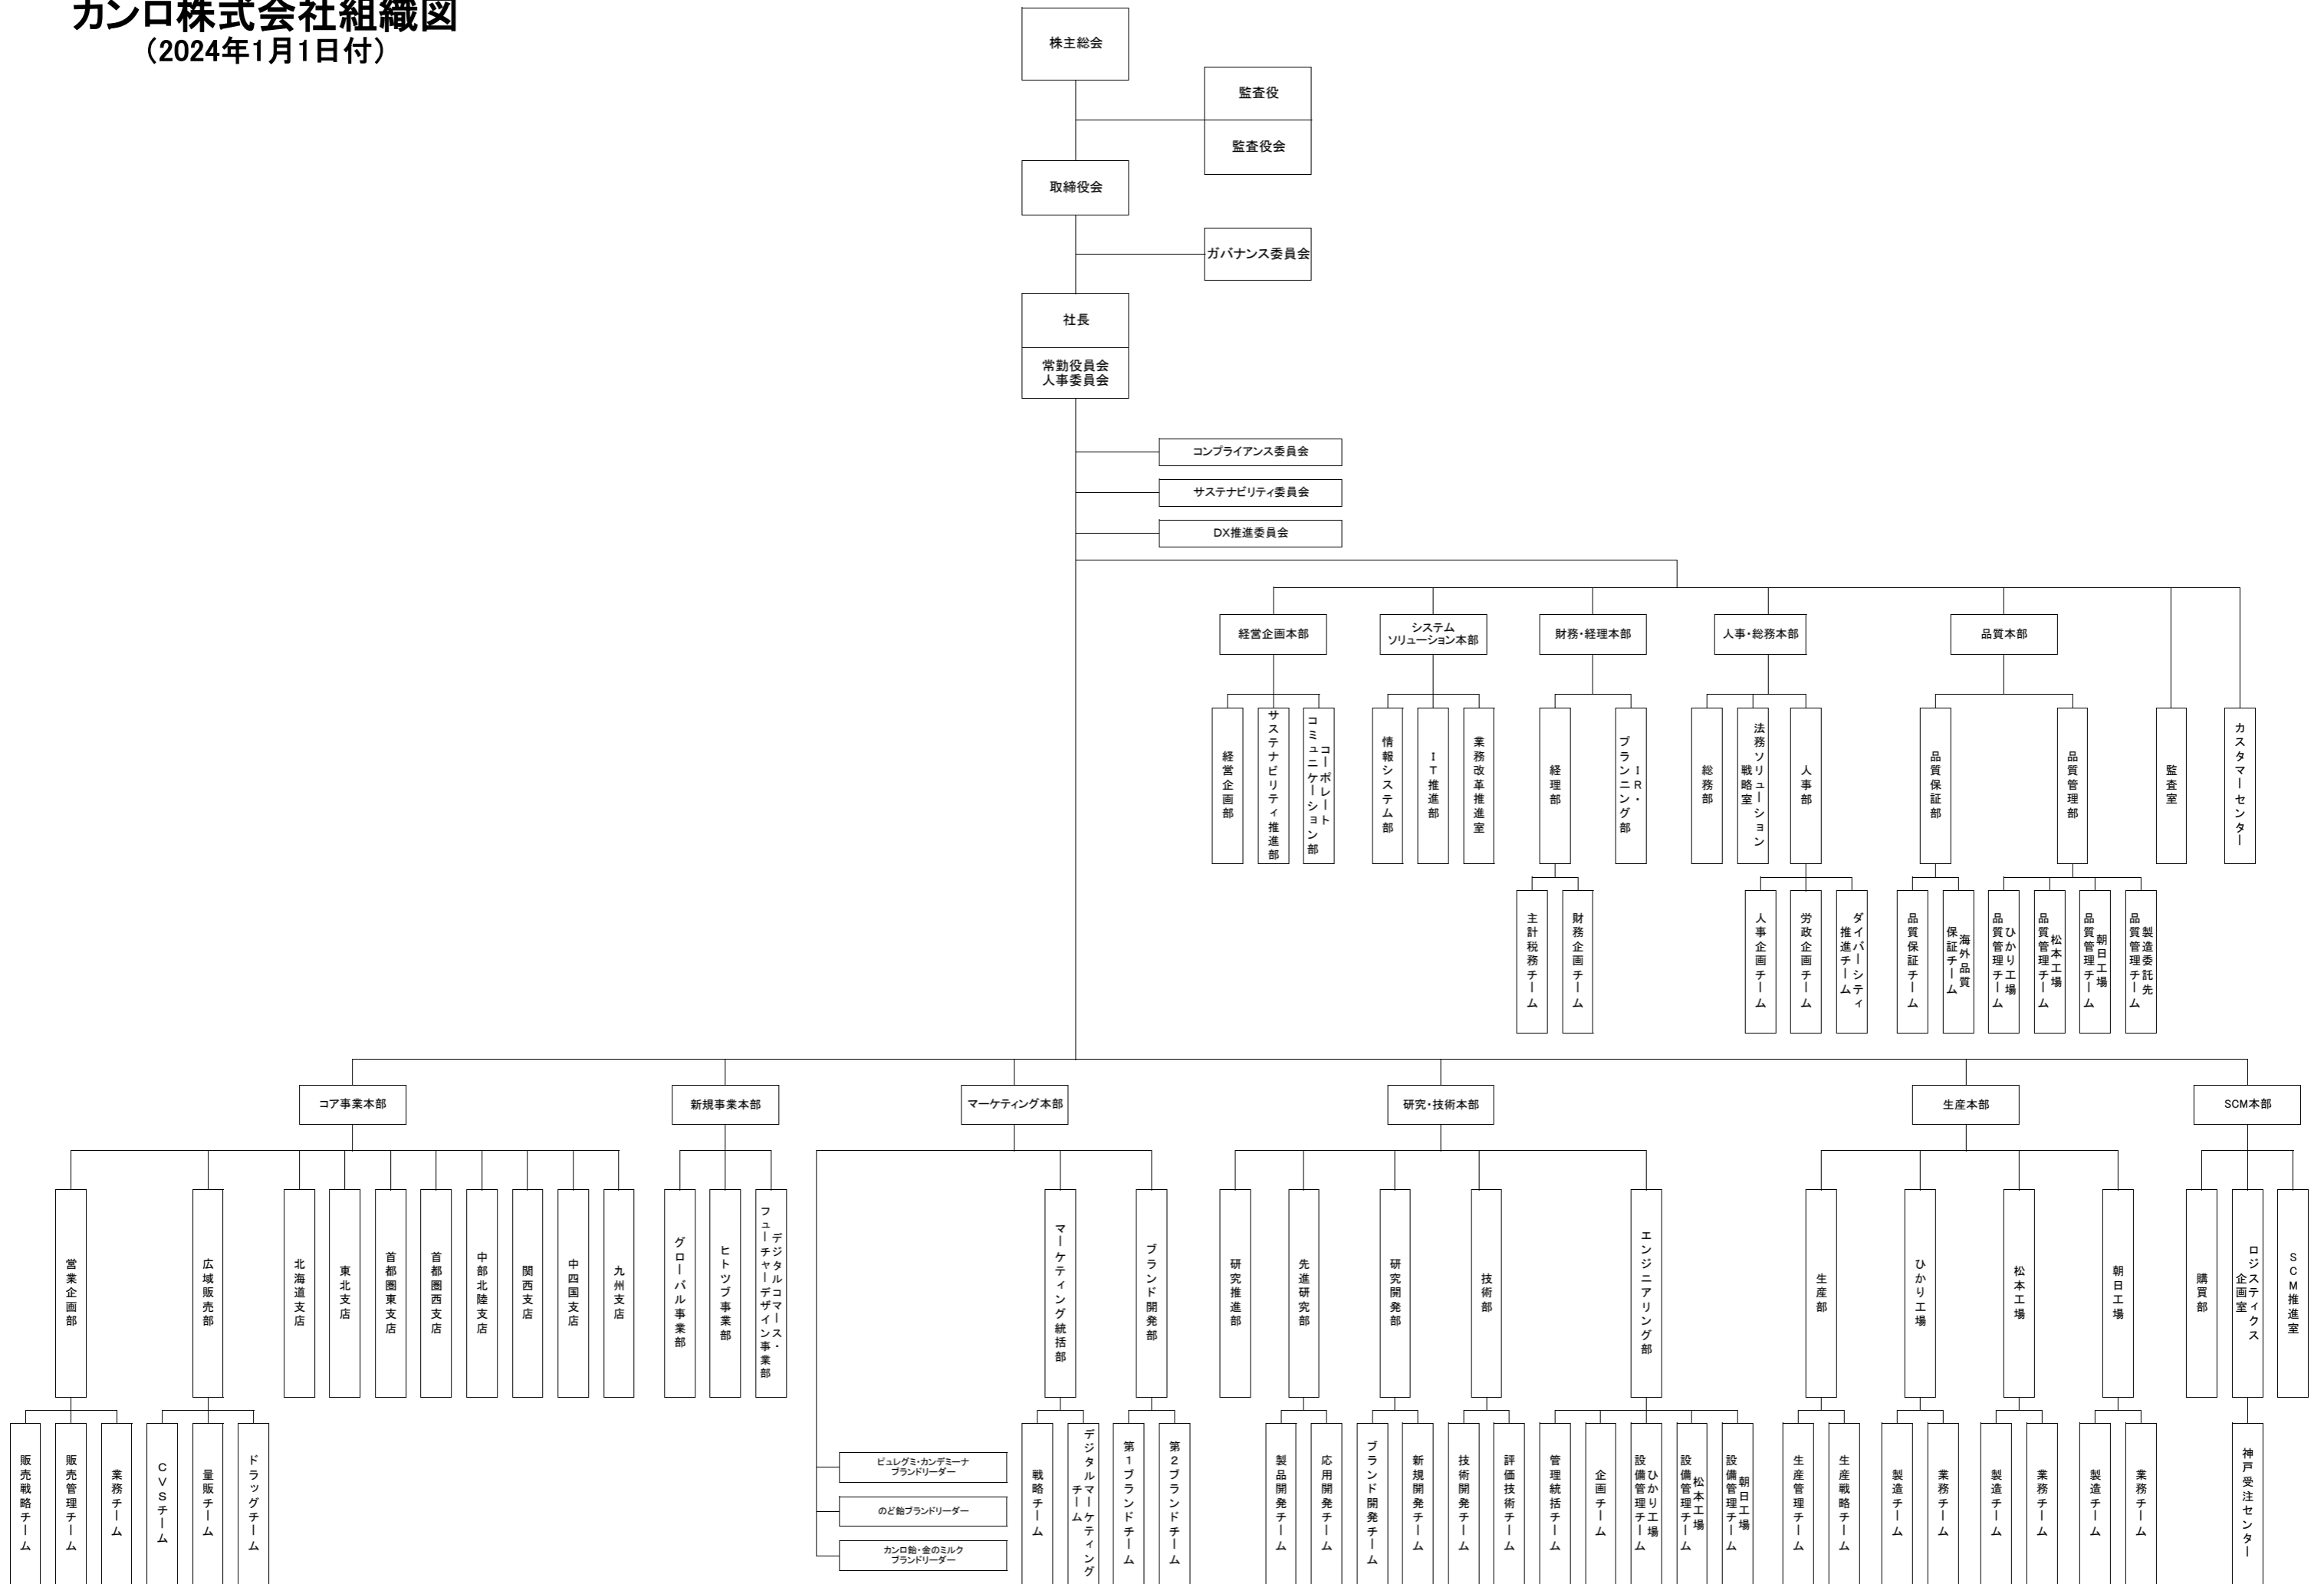 カンロ株式会社組織図
（2024年1月1日付）
株主総会
監査役
監査役会
取締役会
ガバナンス委員会
社長
常勤役員会
人事委員会
コンプライアンス委員会
サステナビリティ委員会
DX推進委員会
経営企画本部
システム
ソリューション本部
財務・経理本部
人事・総務本部
品質本部
経営企画部
サステナビリティ推進部
コーポレート
コミュニケーション部
情報システム部
IT推進部
業務改革推進室
経理部
IR・
プランニング部
総務部
法務ソリューション
戦略室
人事部
品質保証部
品質管理部
監査室
カスタマーセンター
主計税務チーム
財務企画チーム
人事企画チーム
労政企画チーム
ダイバーシティ
推進チーム
品質保証チーム
海外品質
保証チーム
ひかり工場
品質管理チーム
松本工場
品質管理チーム
朝日工場
品質管理チーム
製造委託先
品質管理チーム
コア事業本部
新規事業本部
マーケティング本部
研究・技術本部
生産本部
SCM本部
営業企画部
広域販売部
北海道支店
東北支店
首都圏東支店
首都圏西支店
中部北陸支店
関西支店
中四国支店
九州支店
グローバル事業部
ヒトツブ事業部
デジタルコマース・
フューチャーデザイン事業部
マーケティング統括部
ブランド開発部
研究推進部
先進研究部
研究開発部
技術部
エンジニアリング部
生産部
ひかり工場
松本工場
朝日工場
購買部
ロジスティクス
企画室
SCM推進室
販売戦略チーム
販売管理チーム
業務チーム
CVSチーム
量販チーム
ドラッグチーム
ピュレグミ・カンデミーナ
ブランドリーダー
のど飴ブランドリーダー
カンロ飴・金のミルク
ブランドリーダー
戦略チーム
デジタルマーケティング
チーム
第1ブランドチーム
第2ブランドチーム
製品開発チーム
応用開発チーム
ブランド開発チーム
新規開発チーム
技術開発チーム
評価技術チーム
管理統括チーム
企画チーム
ひかり工場
設備管理チーム
松本工場
設備管理チーム
朝日工場
設備管理チーム
生産管理チーム
生産戦略チーム
製造チーム
業務チーム
製造チーム
業務チーム
製造チーム
業務チーム
神戸受注センター